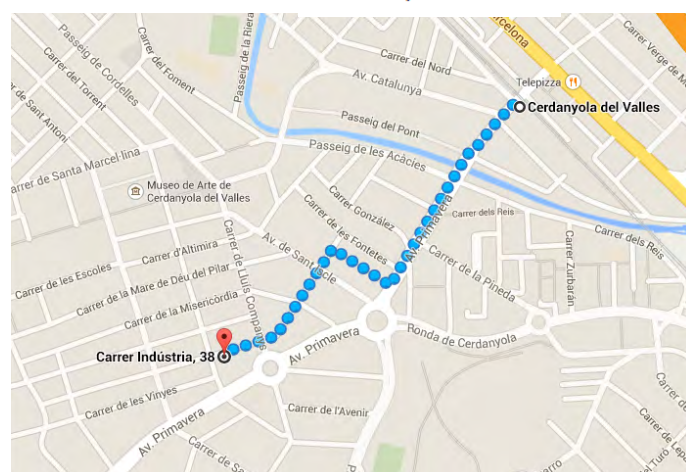 Passeig de la Riera
Carrer del Foment
Passeig de Cordelles
Carrer del Torrent
Carrer de Sant Antoni
Carrer del Nord
Av. Catalunya
Barcelona
Carrer Verge de
Telepizza
Cerdanyola del Valles
Passeig del Pont
Passeig de les Acàcies
Carrer de Santa Marcel·lina
Museo de Arte de
Cerdanyola del Valles
Carrer González
Carrer de les Fontetes
Carrer dels Reis
Carrer dels Reis
Av. Primavera
Carrer de la Pineda
Carrer Zurbarán
Carrer d'Altimira
Carrer de les Escoles
Carrer de la Mare de Déu del Pilar
Carrer de Lluís Companys
Av. de Sant Iscle
Carrer de la Misericòrdia
Carrer Indústria, 38
Av. Primavera
Ronda de Cerdanyola
Carrer de les Vinyes
Av. Primavera
Carrer de l'Avenir